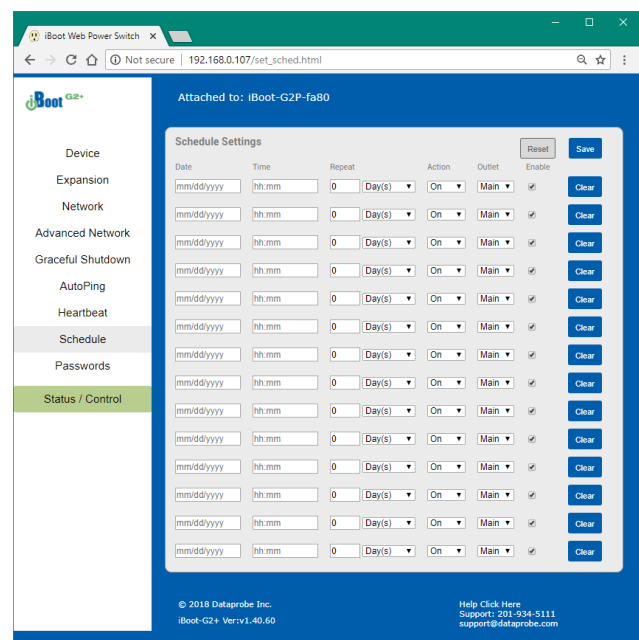 iBoot Web Power Switch
Not secure | 192.168.0.107/set_sched.html
iBoot G2+
Attached to: iBoot-G2P-fa80
Device
Expansion
Network
Advanced Network
Graceful Shutdown
AutoPing
Heartbeat
Schedule
Passwords
Status / Control
Schedule Settings
Reset Save
Date Time Repeat Action Outlet Enable
mm/dd/yyyy hh:mm 0 Day(s) On Main Clear
mm/dd/yyyy hh:mm 0 Day(s) On Main Clear
mm/dd/yyyy hh:mm 0 Day(s) On Main Clear
mm/dd/yyyy hh:mm 0 Day(s) On Main Clear
mm/dd/yyyy hh:mm 0 Day(s) On Main Clear
mm/dd/yyyy hh:mm 0 Day(s) On Main Clear
mm/dd/yyyy hh:mm 0 Day(s) On Main Clear
mm/dd/yyyy hh:mm 0 Day(s) On Main Clear
mm/dd/yyyy hh:mm 0 Day(s) On Main Clear
mm/dd/yyyy hh:mm 0 Day(s) On Main Clear
mm/dd/yyyy hh:mm 0 Day(s) On Main Clear
mm/dd/yyyy hh:mm 0 Day(s) On Main Clear
mm/dd/yyyy hh:mm 0 Day(s) On Main Clear
mm/dd/yyyy hh:mm 0 Day(s) On Main Clear
© 2018 Dataprobe Inc.
iBoot-G2+ Ver:v1.40.60
Help Click Here
Support: 201-934-5111
support@dataprobe.com